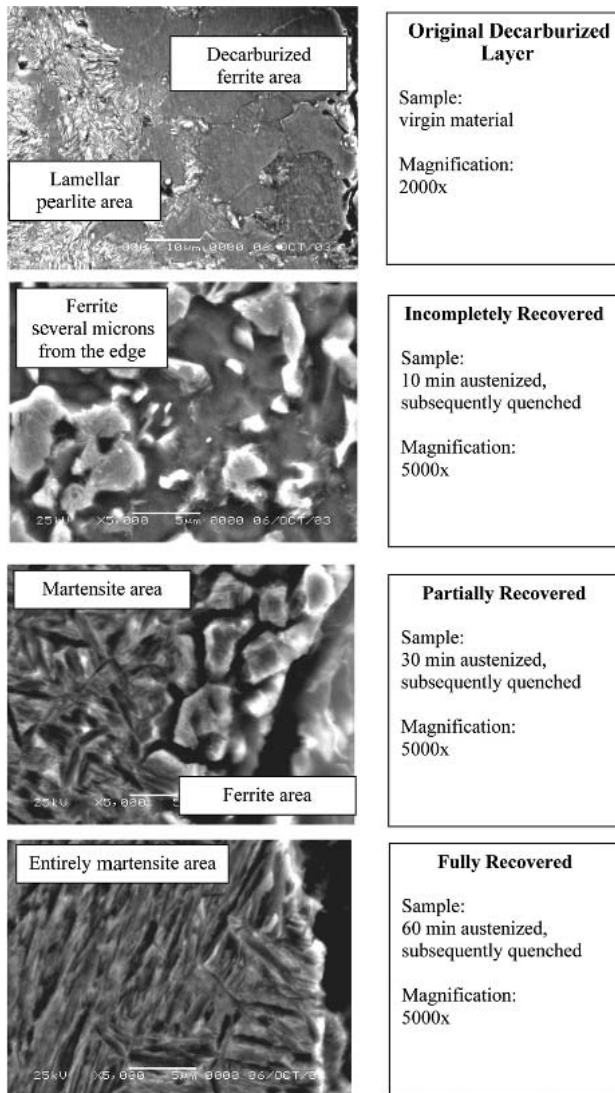 Decarburized
ferrite area
Lamellar
pearlite area
000 10μm 0000 06 OCT/03
Original Decarburized
Layer
Sample:
virgin material
Magnification:
2000x
Ferrite
several microns
from the edge
25kV X5,000 5μm 0000 06/OCT/03
Incompletely Recovered
Sample:
10 min austenized,
subsequently quenched
Magnification:
5000x
Martensite area
Ferrite area
25kV X5,000
Partially Recovered
Sample:
30 min austenized,
subsequently quenched
Magnification:
5000x
Entirely martensite area
25kV X5,000 5μm 0000 06/OCT/03
Fully Recovered
Sample:
60 min austenized,
subsequently quenched
Magnification:
5000x